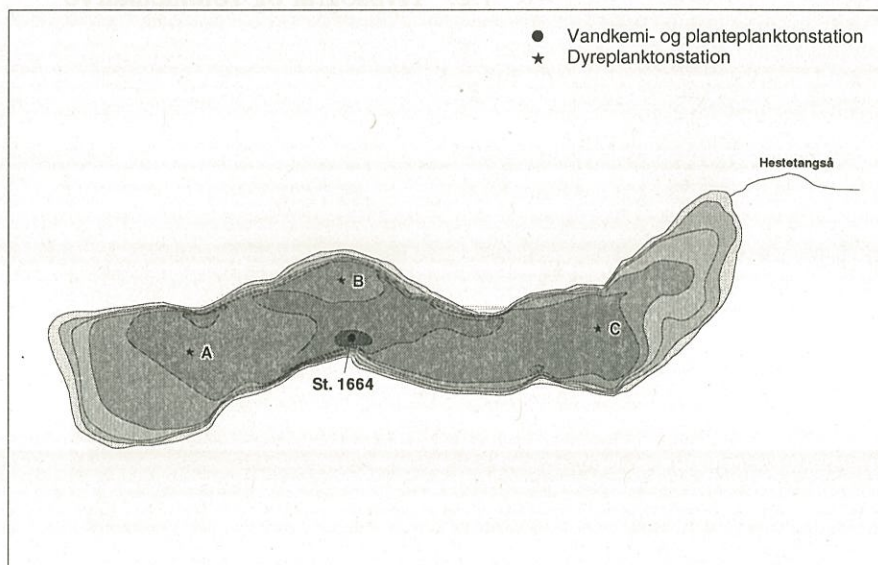 Vandkemi- og planteplanktonstation
Dyreplanktonstation
Hestetangså
B
C
A
St. 1664